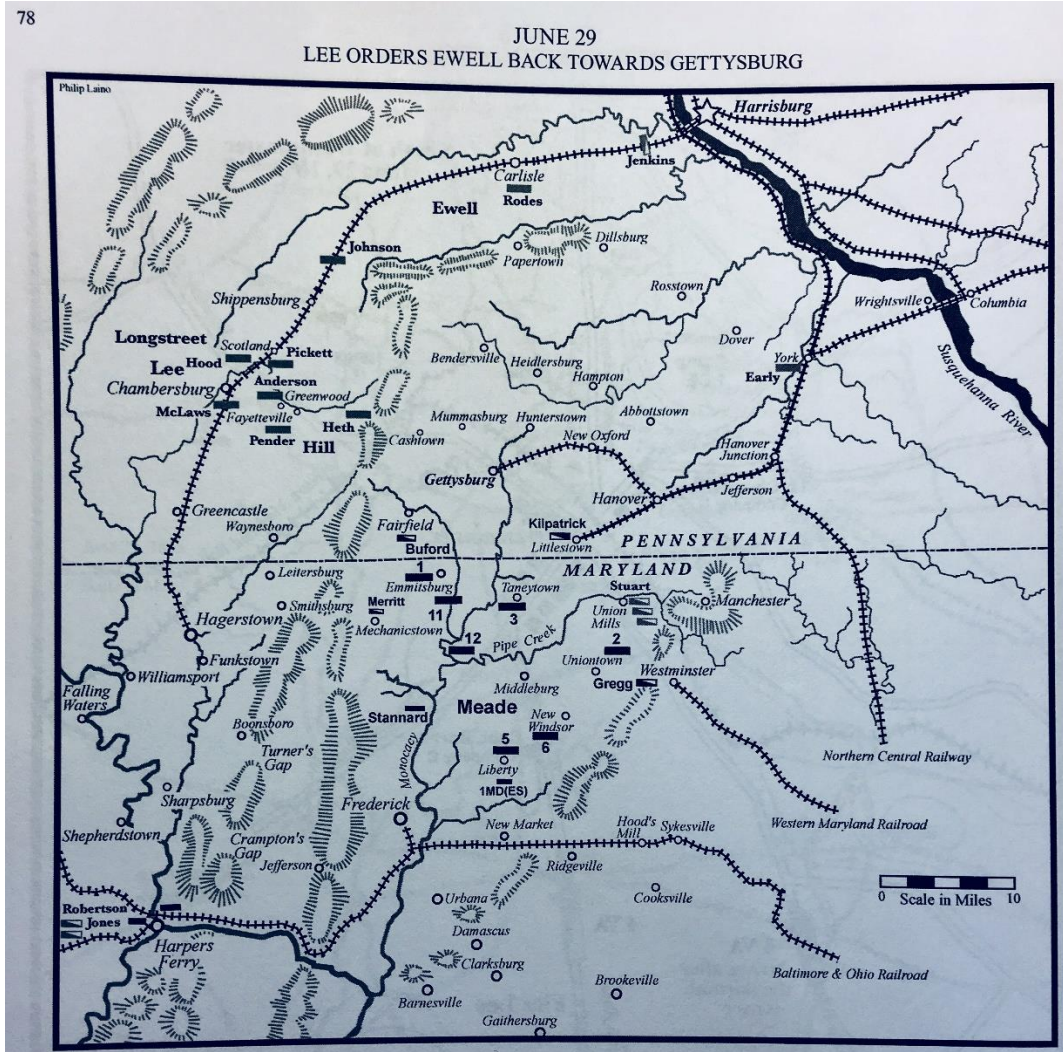 78
JUNE 29
LEE ORDERS EWELL BACK TOWARDS GETTYSBURG
Philip Laino
Harrisburg
Jenkins
Carlisle
Rodes
Ewell
Johnson
Papertown
Dillsburg
Shippensburg
Rosstown
Wrightsville
Columbia
Longstreet
Scotland
Hood
Pickett
Lee
Bendersville
Heidlersburg
Dover
York
Chambersburg
Anderson
Greenwood
Hampton
Early
Susquehanna River
McLaws
Fayetteville
Heth
Mummasburg
Hunterstown
Abbottstown
Pender
Hill
Cashtown
New Oxford
Hanover
Junction
Gettysburg
Hanover
Jefferson
Greencastle
Waynesboro
Fairfield
Buford
Kilpatrick
Littlestown
PENNSYLVANIA
MARYLAND
Leitersburg
1
Emmitsburg
Taneytown
Stuart
Smithsburg
Merritt
11
3
Union
Mills
Manchester
Hagerstown
Mechanicstown
12
Pipe Creek
2
Funkstown
Uniontown
Westminster
Williamsport
Middleburg
Gregg
Falling
Waters
Stannard
Meade
New
Windsor
Boonsboro
5
6
Turner's
Gap
Monocacy
Liberty
Northern Central Railway
1MD(ES)
Sharpsburg
Frederick
Shepherdstown
Crampton's
Gap
New Market
Hood's
Mill
Sykesville
Western Maryland Railroad
Jefferson
Ridgeville
Urbana
Cooksville
0
Scale in Miles
10
Robertson
Jones
Damascus
Harpers
Ferry
Clarksburg
Baltimore & Ohio Railroad
Barnesville
Brookeville
Gaithersburg